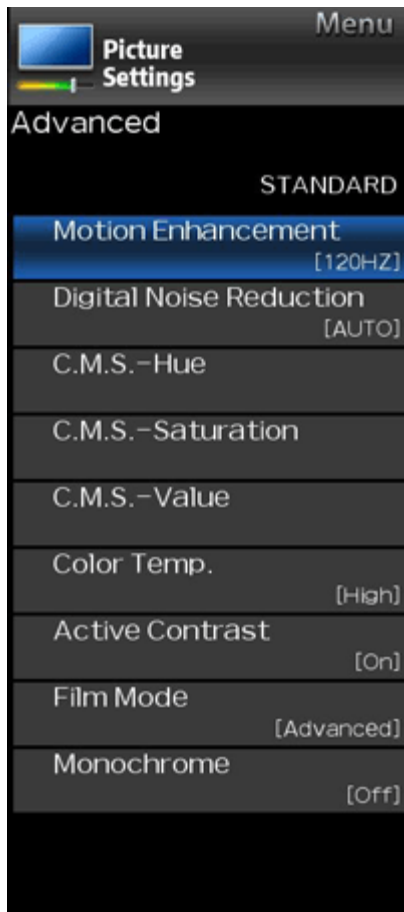 Menu
Picture
Settings
Advanced
STANDARD
Motion Enhancement
[120HZ]
Digital Noise Reduction
[AUTO]
C.M.S.-Hue
C.M.S.-Saturation
C.M.S.-Value
Color Temp.
[High]
Active Contrast
[On]
Film Mode
[Advanced]
Monochrome
[Off]